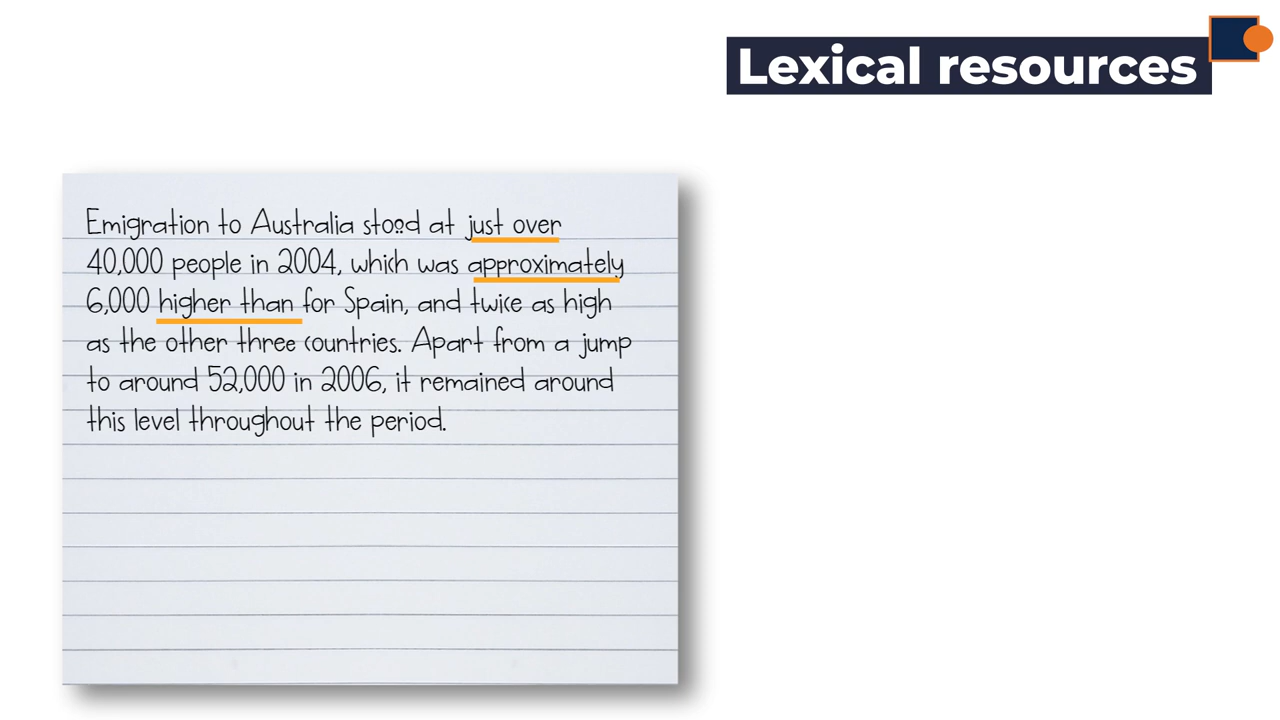 Lexical resources
Emigration to Australia stood at just over
40,000 people in 2004, which was approximately
6,000 higher than for Spain, and twice as high
as the other three countries. Apart from a jump
to around 52,000 in 2006, it remained around
this level throughout the period.